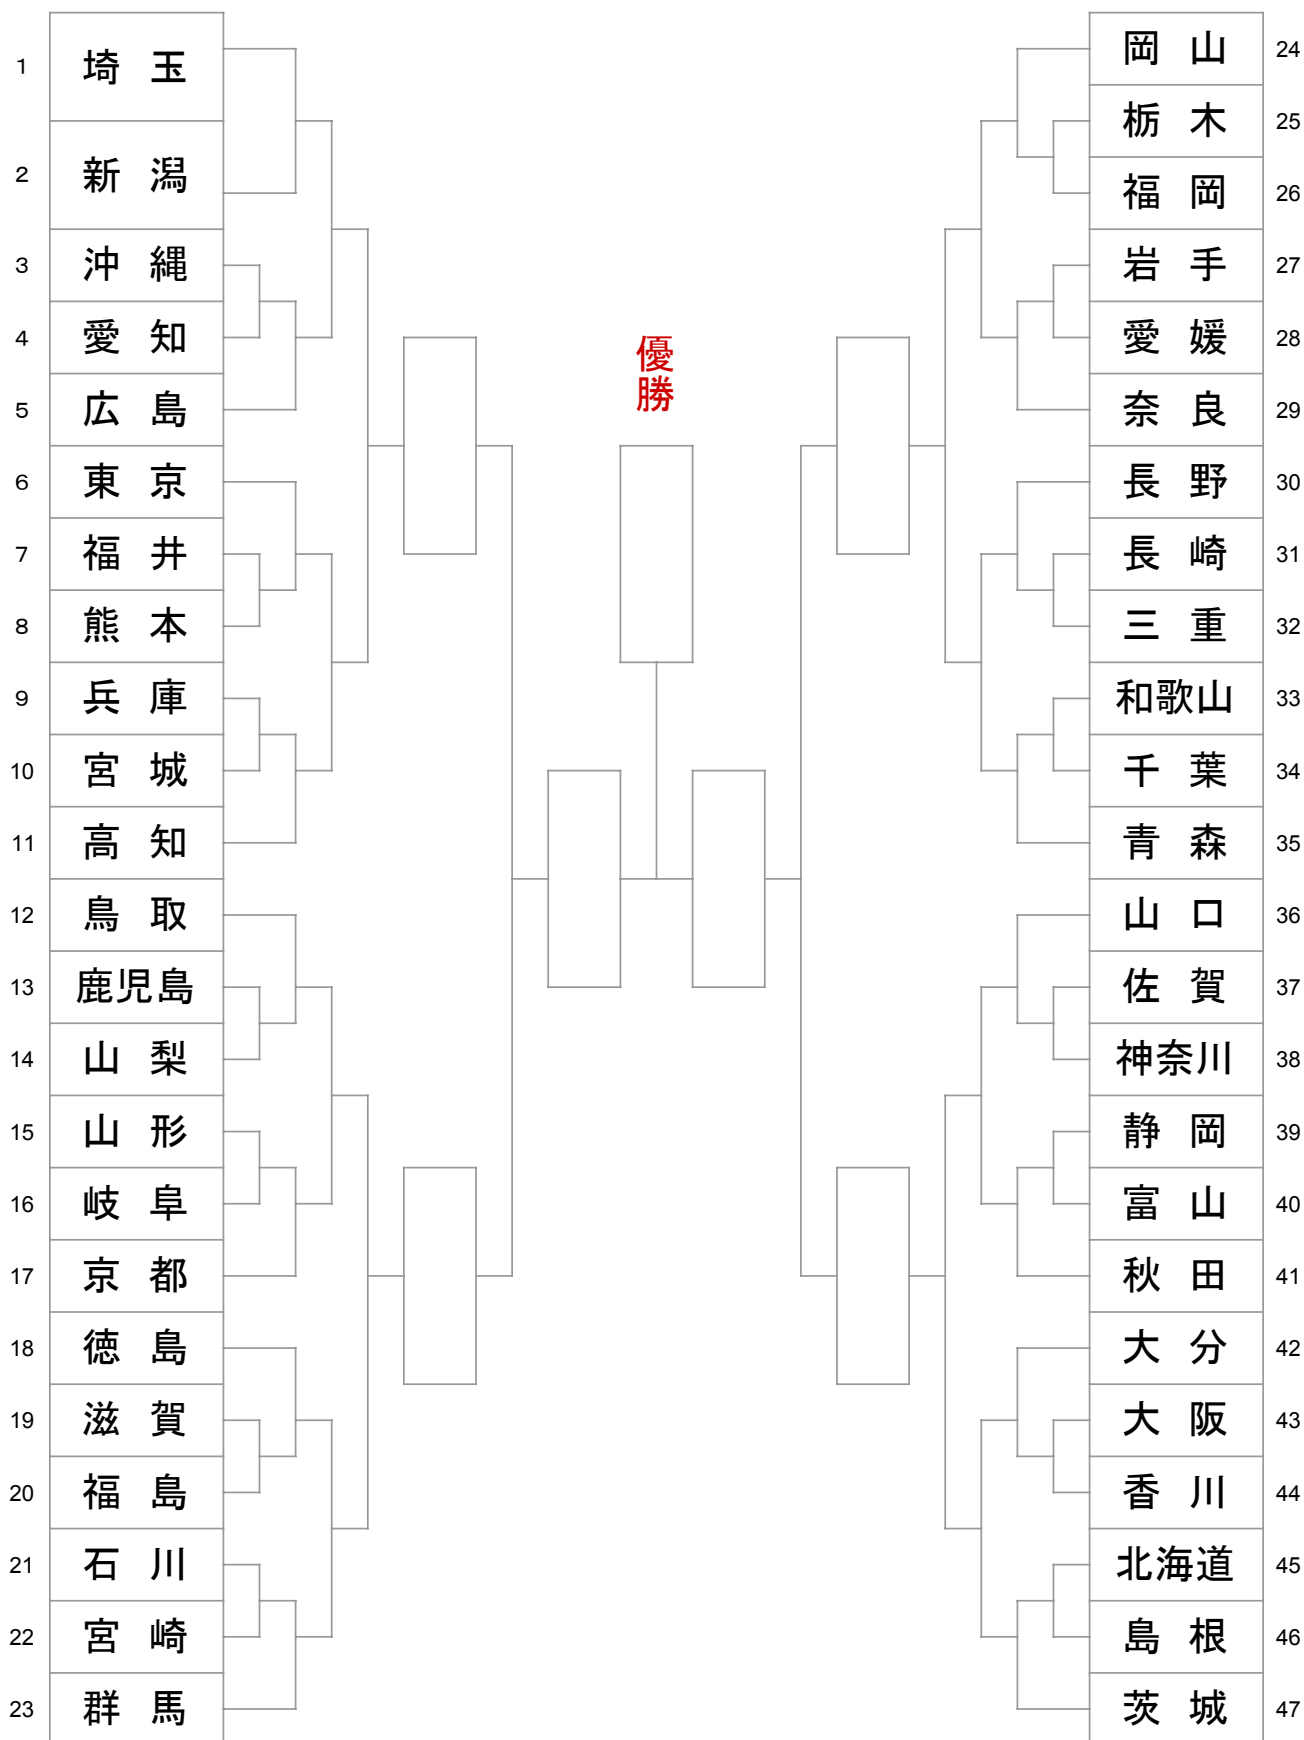 1 埼 玉
2 新 潟
3 沖 縄
4 愛 知
5 広 島
6 東 京
7 福 井
8 熊 本
9 兵 庫
10 宮 城
11 高 知
12 鳥 取
13 鹿児島
14 山 梨
15 山 形
16 岐 阜
17 京 都
18 徳 島
19 滋 賀
20 福 島
21 石 川
22 宮 崎
23 群 馬
優勝
岡 山 24
栃 木 25
福 岡 26
岩 手 27
愛 媛 28
奈 良 29
長 野 30
長 崎 31
三 重 32
和歌山 33
千 葉 34
青 森 35
山 口 36
佐 賀 37
神奈川 38
静 岡 39
富 山 40
秋 田 41
大 分 42
大 阪 43
香 川 44
北海道 45
島 根 46
茨 城 47